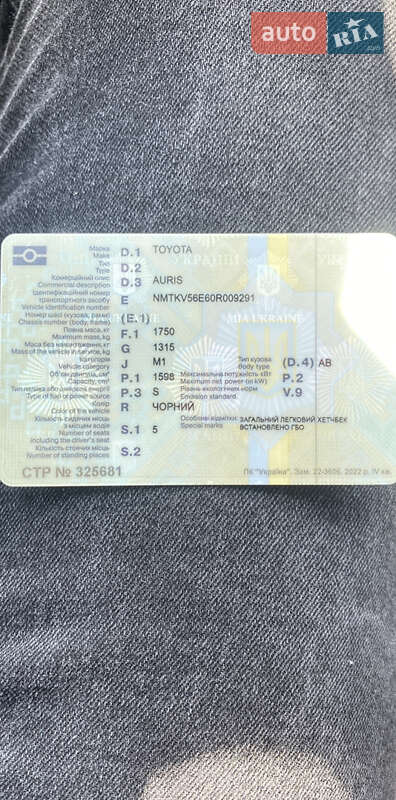 auto RIA.com
УКРАЇНИ
Марка
Make D.1 TOYOTA
Тип
Type D.2
Комерційний опис
Commercial description D.3 AURIS
Ідентифікаційний номер
транспортного засобу E NMTKV56E60R009291
Vehicle identification number
Номер шасі (кузова, рами) (E.1)
Chassis number (body, frame)
MIA UKRAINE
Повна маса, кг F.1 1750
Maximum mass, kg
Маса без навантаження, кг G 1315
Mass of the vehicle in service, kg
Категорія J M1
Vehicle category
Тип кузова (D.4) AB
Body type
Об'єм двигуна, см³ P.1 1598
Capacity, cm³
Максимальна потужність кВт P.2
Maximum net power (in kW)
Тип пального або джерела енергії P.3 S
Type of fuel or power source
Рівень екологічних норм V.9
Emission standard
Колір R ЧОРНИЙ
Color of the vehicle
Особливі відмітки: ЗАГАЛЬНИЙ ЛЕГКОВИЙ ХЕТЧБЕК
Special marks ВСТАНОВЛЕНО ГБО
Кількість сидячих місць
з місцем водія S.1 5
Number of seats
including the driver's seat
Кількість стоячих місць S.2
Number of standing places
СТР № 325681
ПК "Україна". Зам. 22-3606. 2022 р. IV кв.